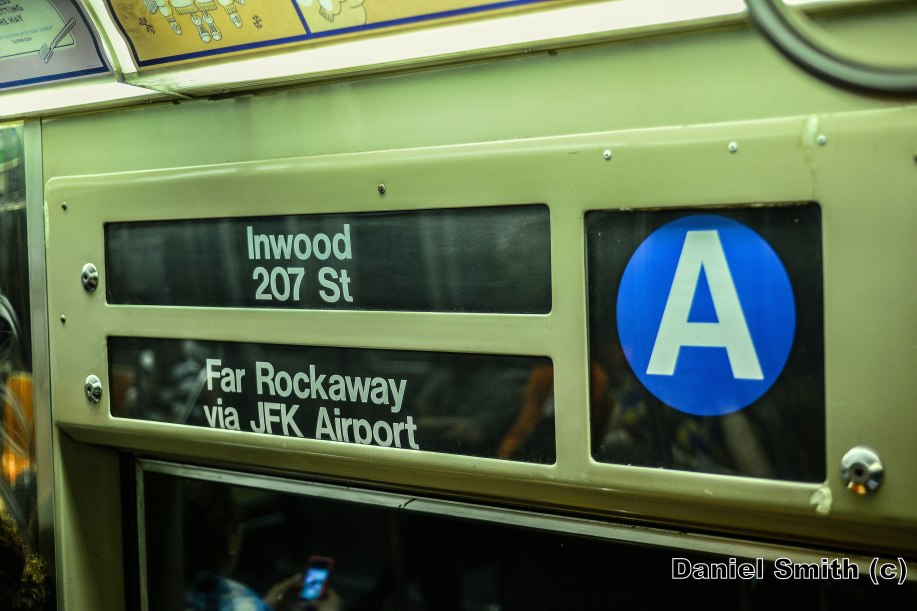 Inwood
207 St
Far Rockaway
via JFK Airport
A
Daniel Smith (c)